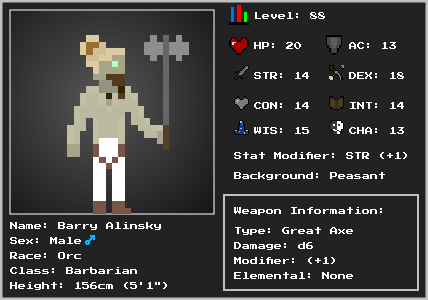 Level: 88
HP: 20 AC: 13
STR: 14 DEX: 18
CON: 14 INT: 14
WIS: 15 CHA: 13
Stat Modifier: STR (+1)
Background: Peasant
Weapon Information:
Type: Great Axe
Damage: d6
Modifier: (+1)
Elemental: None
Name: Barry Alinsky
Sex: Male♂
Race: Orc
Class: Barbarian
Height: 156cm (5'1")